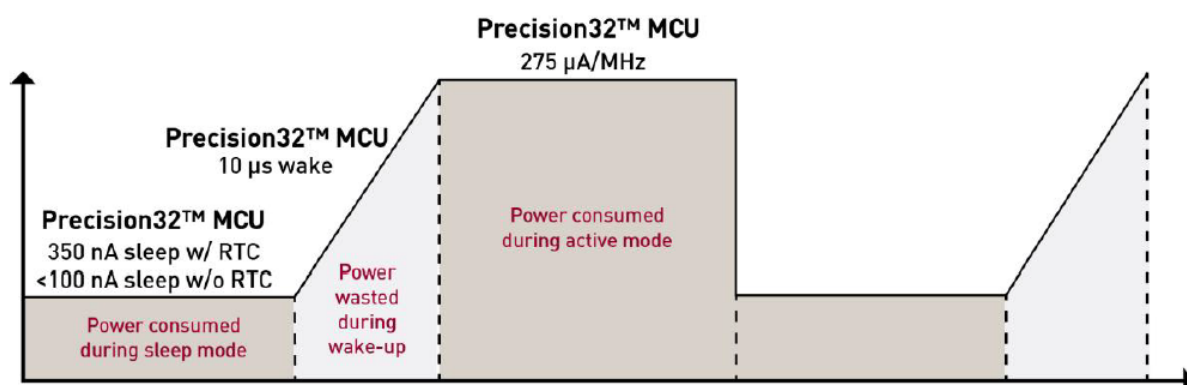 Precision32™ MCU
275 µA/MHz
Precision32™ MCU
10 µs wake
Precision32™ MCU
350 nA sleep w/ RTC
<100 nA sleep w/o RTC
Power consumed
during sleep mode
Power
wasted
during
wake-up
Power consumed
during active mode